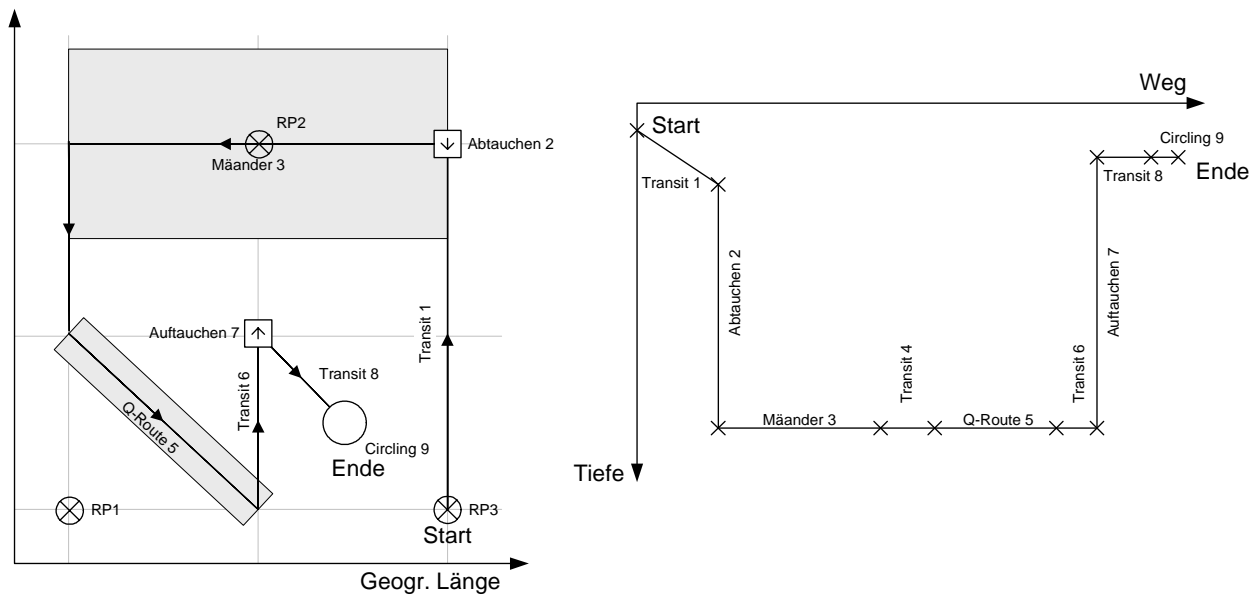 RP2
Mäander 3
Abtauchen 2
Transit 1
Auftauchen 7
Transit 6
Transit 8
Q-Route 5
Circling 9
Ende
RP1
RP3
Start
Geogr. Länge
Weg
Start
Transit 1
Circling 9
Ende
Transit 8
Abtauchen 2
Auftauchen 7
Transit 4
Transit 6
Mäander 3
Q-Route 5
Tiefe